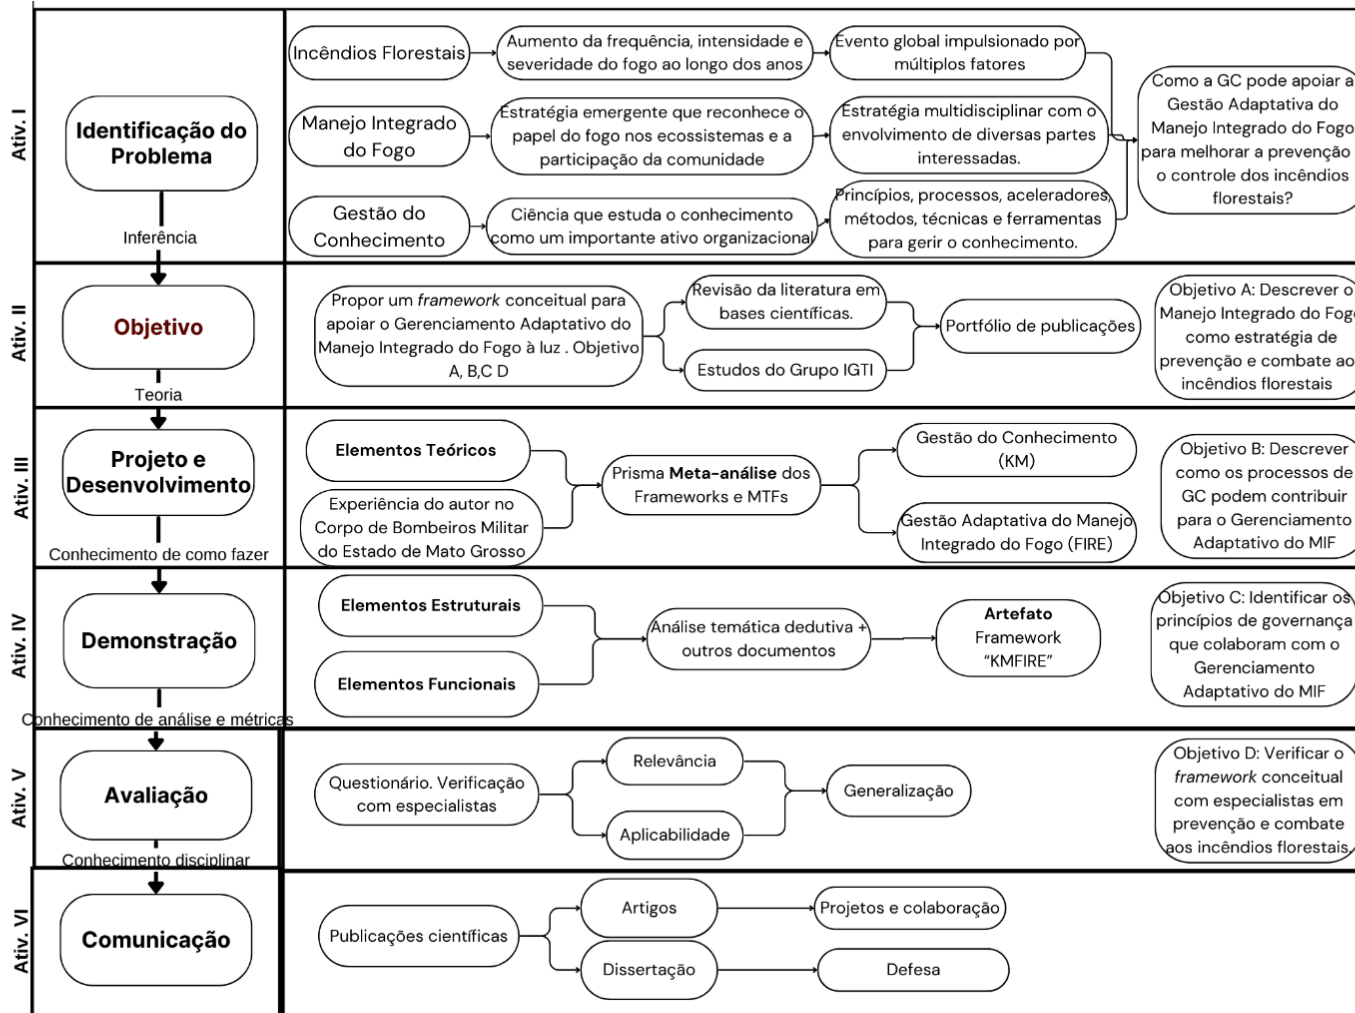 Ativ. I
Identificação do
Problema
Inferência
Incêndios Florestais
Aumento da frequência, intensidade e
severidade do fogo ao longo dos anos
Evento global impulsionado por
múltiplos fatores
Manejo Integrado
do Fogo
Estratégia emergente que reconhece o
papel do fogo nos ecossistemas e a
participação da comunidade
Estratégia multidisciplinar com o
envolvimento de diversas partes
interessadas.
Gestão do
Conhecimento
Ciência que estuda o conhecimento
como um importante ativo organizacional
Princípios, processos, aceleradores,
métodos, técnicas e ferramentas
para gerir o conhecimento.
Como a GC pode apoiar a
Gestão Adaptativa do
Manejo Integrado do Fogo
para melhorar a prevenção
o controle dos incêndios
florestais?
Ativ. II
Objetivo
Teoria
Propor um framework conceitual para
apoiar o Gerenciamento Adaptativo do
Manejo Integrado do Fogo à luz . Objetivo
A, B,C D
Revisão da literatura em
bases científicas.
Estudos do Grupo IGTI
Portfólio de publicações
Objetivo A: Descrever o
Manejo Integrado do Fogo
como estratégia de
prevenção e combate ao
incêndios florestais
Ativ. III
Projeto e
Desenvolvimento
Conhecimento de como fazer
Elementos Teóricos
Experiência do autor no
Corpo de Bombeiros Militar
do Estado de Mato Grosso
Prisma Meta-análise dos
Frameworks e MTFs
Gestão do Conhecimento
(KM)
Gestão Adaptativa do Manejo
Integrado do Fogo (FIRE)
Objetivo B: Descrever
como os processos de
GC podem contribuir
para o Gerenciamento
Adaptativo do MIF
Ativ. IV
Demonstração
Conhecimento de análise e métricas
Elementos Estruturais
Elementos Funcionais
Análise temática dedutiva +
outros documentos
Artefato
Framework
“KMFIRE”
Objetivo C: Identificar os
princípios de governança
que colaboram com o
Gerenciamento
Adaptativo do MIF
Ativ. V
Avaliação
Conhecimento disciplinar
Questionário. Verificação
com especialistas
Relevância
Aplicabilidade
Generalização
Objetivo D: Verificar o
framework conceitual
com especialistas em
prevenção e combate
aos incêndios florestais.
Ativ. VI
Comunicação
Publicações científicas
Artigos
Projetos e colaboração
Dissertação
Defesa